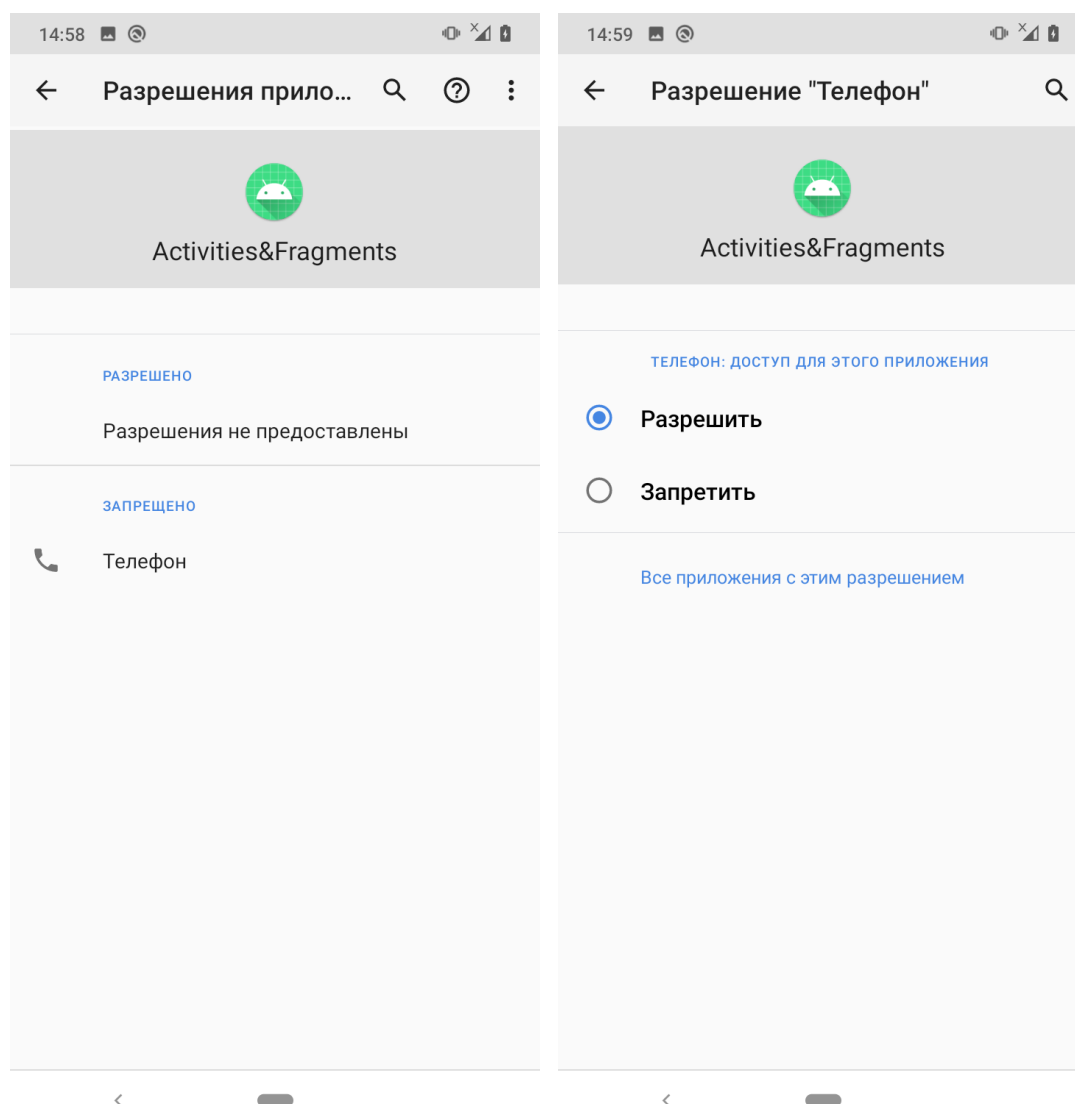 14:58
Разрешения прило...
Activities&Fragments
РАЗРЕШЕНО
Разрешения не предоставлены
ЗАПРЕЩЕНО
Телефон
14:59
Разрешение "Телефон"
Activities&Fragments
ТЕЛЕФОН: ДОСТУП ДЛЯ ЭТОГО ПРИЛОЖЕНИЯ
Разрешить
Запретить
Все приложения с этим разрешением